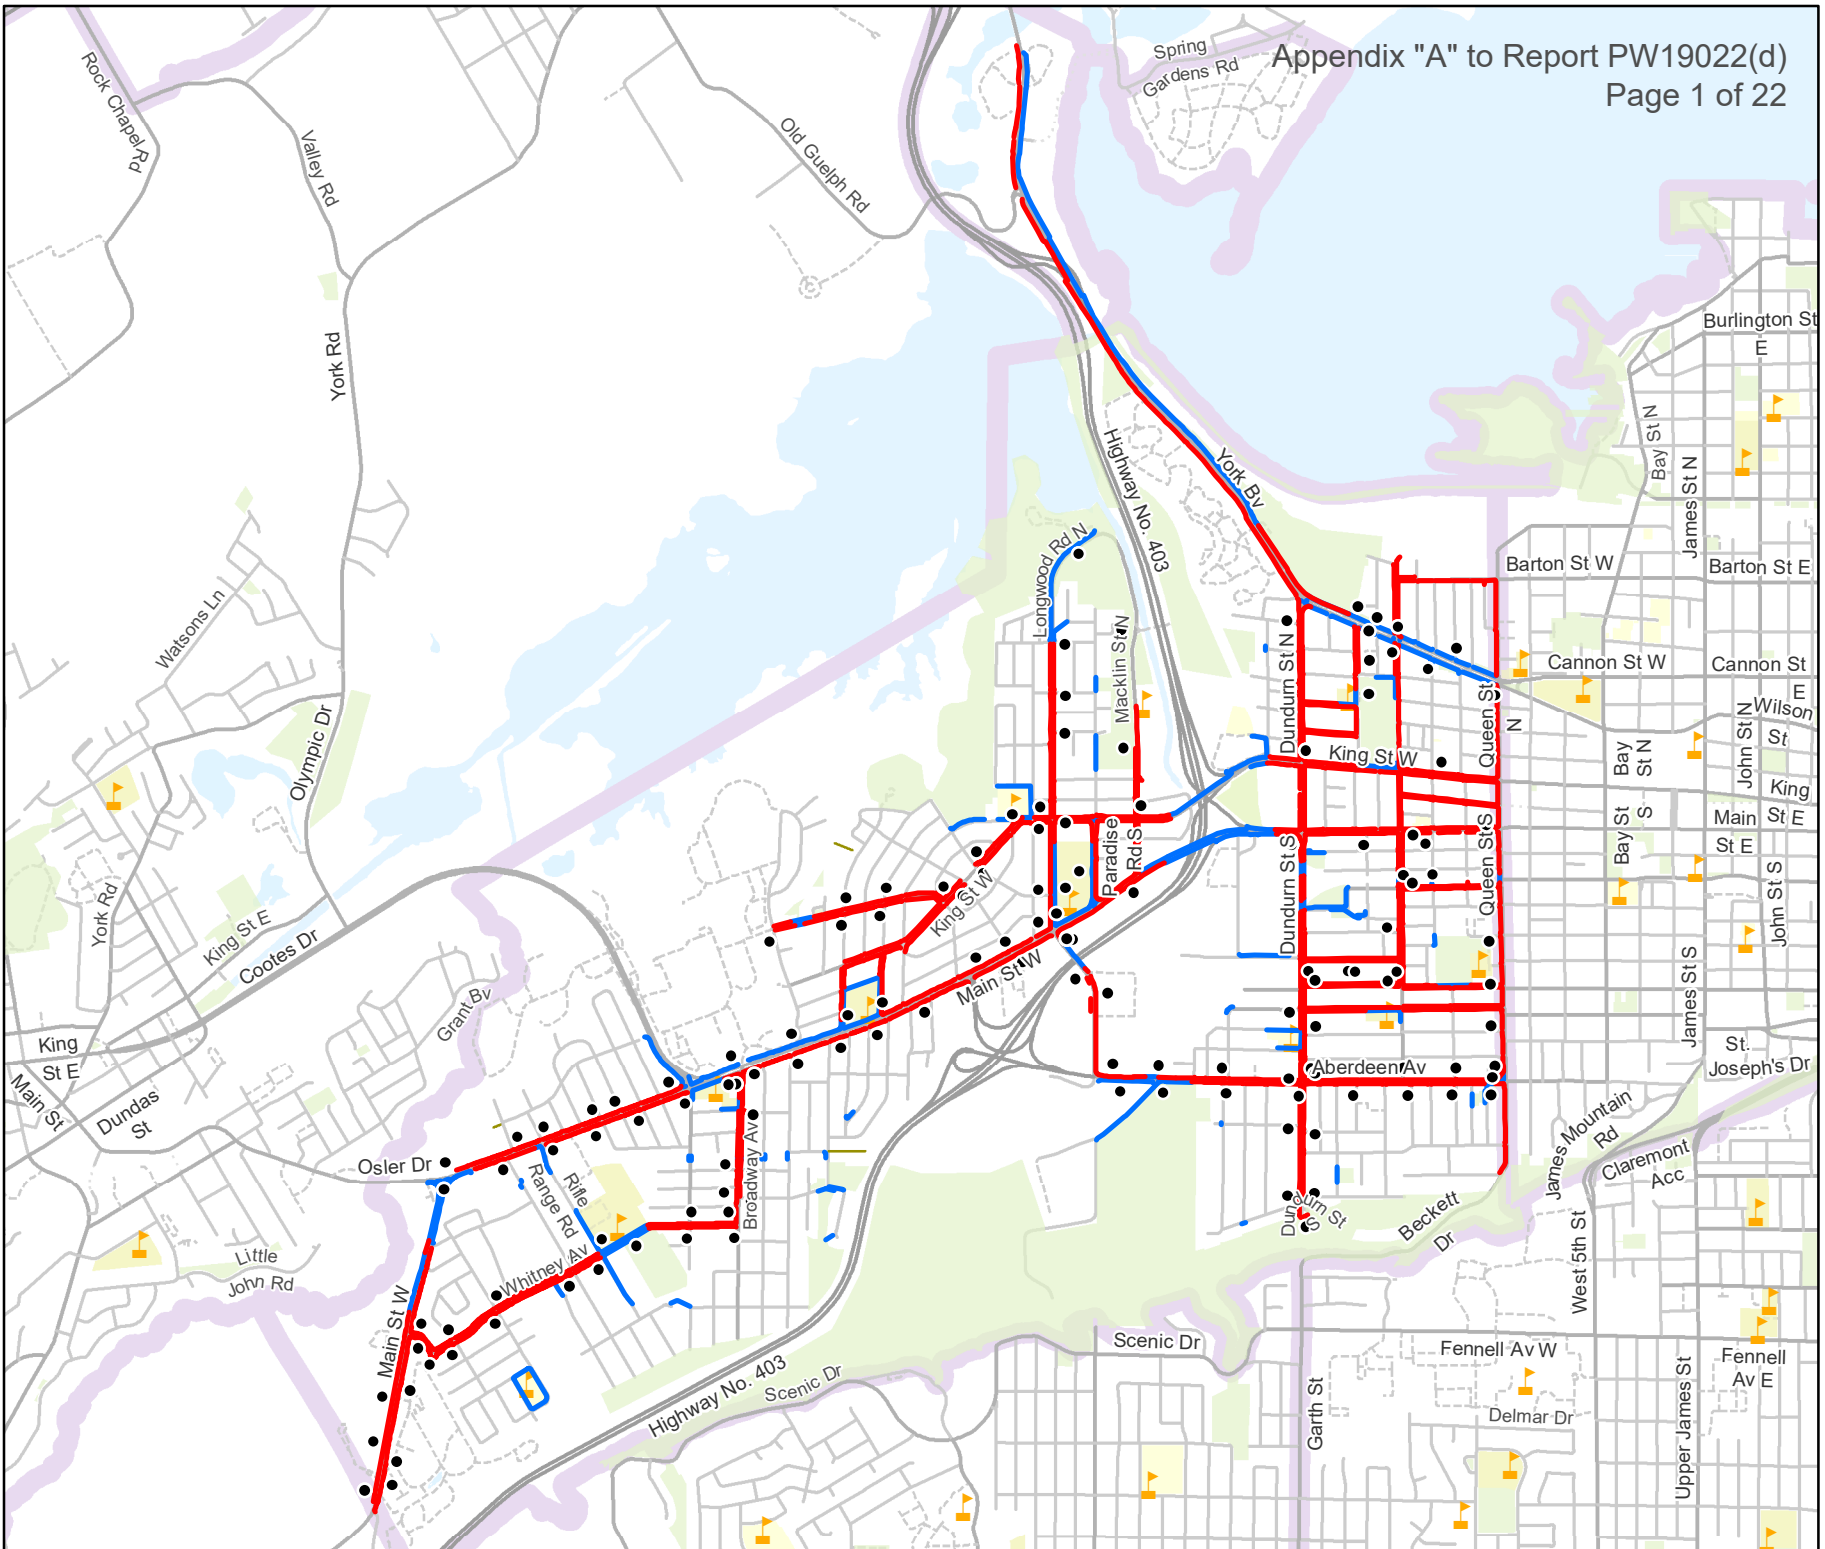 Appendix "A" to Report PW19022(d)
Page 1 of 22
Spring
Gardens Rd
Rock Chapel Rd
Valley Rd
Old Guelph Rd
York Rd
Burlington St
E
Highway No. 403
York Bv
Bay St N
James St N
Longwood Rd N
Barton St W
Barton St E
Watsons Ln
Macklin St N
Dundurn St N
Cannon St W
Cannon St
E
Queen St
N
Wilson
St
John St N
Olympic Dr
King St W
Bay
St N
King
St E
Main
St E
Bay St
S
Paradise
Rd S
Dundurn St S
Queen St S
York Rd
King St E
Cootes Dr
King St W
John St S
Main St W
James St S
Grant Bv
King
St E
Main St
Dundas
St
Aberdeen Av
St.
Joseph's Dr
James Mountain
Rd
Claremont
Acc
Osler Dr
Rifle
Range Rd
Broadway Av
Dundurn St
S
Beckett
Dr
West 5th St
Little
John Rd
Whitney Av
Main St W
Scenic Dr
Fennell Av W
Fennell
Av E
Highway No. 403
Scenic Dr
Garth St
Delmar Dr
Upper James St